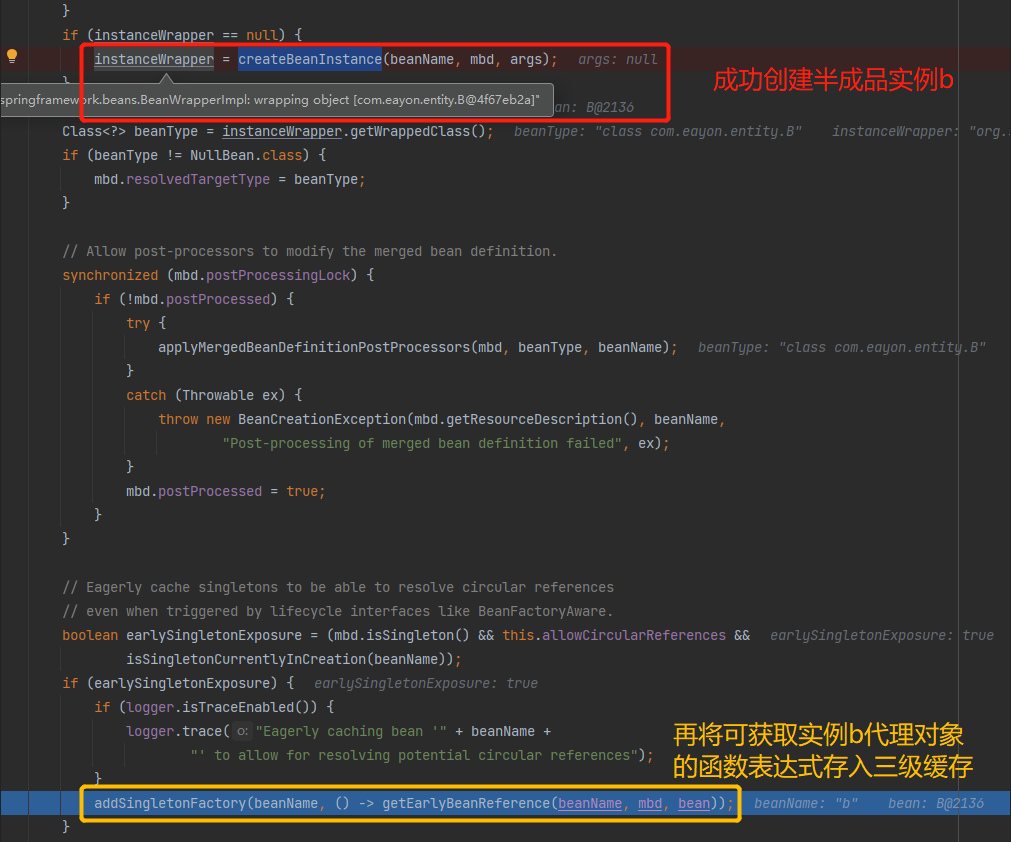 }
if (instanceWrapper == null) {
instanceWrapper = createBeanInstance(beanName, mbd, args);   args: null
成功创建半成品实例b
springframework.beans.BeanWrapperImpl: wrapping object [com.eayon.entity.B@4f67eb2a]"
an: B@2136
Class<?> beanType = instanceWrapper.getWrappedClass();   beanType: "class com.eayon.entity.B"   instanceWrapper: "org.
if (beanType != NullBean.class) {
mbd.resolvedTargetType = beanType;
}
// Allow post-processors to modify the merged bean definition.
synchronized (mbd.postProcessingLock) {
if (!mbd.postProcessed) {
try {
applyMergedBeanDefinitionPostProcessors(mbd, beanType, beanName);   beanType: "class com.eayon.entity.B"
}
catch (Throwable ex) {
throw new BeanCreationException(mbd.getResourceDescription(), beanName,
"Post-processing of merged bean definition failed", ex);
}
mbd.postProcessed = true;
}
}
// Eagerly cache singletons to be able to resolve circular references
// even when triggered by lifecycle interfaces like BeanFactoryAware.
boolean earlySingletonExposure = (mbd.isSingleton() && this.allowCircularReferences &&   earlySingletonExposure: true
isSingletonCurrentlyInCreation(beanName));
if (earlySingletonExposure) {   earlySingletonExposure: true
if (logger.isTraceEnabled()) {
logger.trace( o: "Eagerly caching bean '" + beanName +
"' to allow for resolving potential circular references");
}
再将可获取实例b代理对象
的函数表达式存入三级缓存
addSingletonFactory(beanName, () -> getEarlyBeanReference(beanName, mbd, bean));   beanName: "b"   bean: B@2136
}